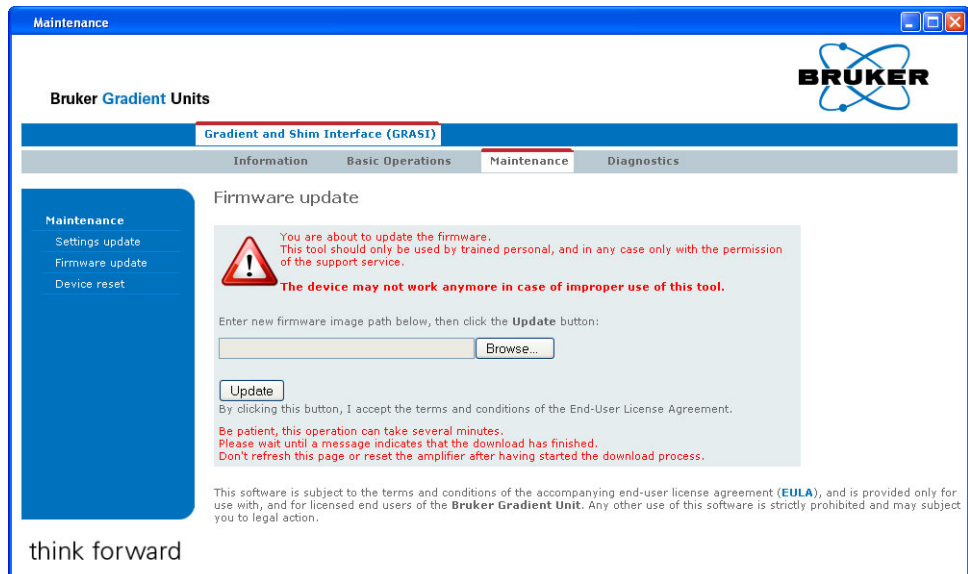 Maintenance
BRUKER
Bruker Gradient Units
Gradient and Shim Interface (GRASI)
Information Basic Operations Maintenance Diagnostics
Maintenance
Settings update
Firmware update
Device reset
Firmware update
You are about to update the firmware.
This tool should only be used by trained personal, and in any case only with the permission
of the support service.
The device may not work anymore in case of improper use of this tool.
Enter new firmware image path below, then click the Update button:
Browse...
Update
By clicking this button, I accept the terms and conditions of the End-User License Agreement.
Be patient, this operation can take several minutes.
Please wait until a message indicates that the download has finished.
Don't refresh this page or reset the amplifier after having started the download process.
This software is subject to the terms and conditions of the accompanying end-user license agreement (EULA), and is provided only for
use with, and for licensed end users of the Bruker Gradient Unit. Any other use of this software is strictly prohibited and may subject
you to legal action.
think forward